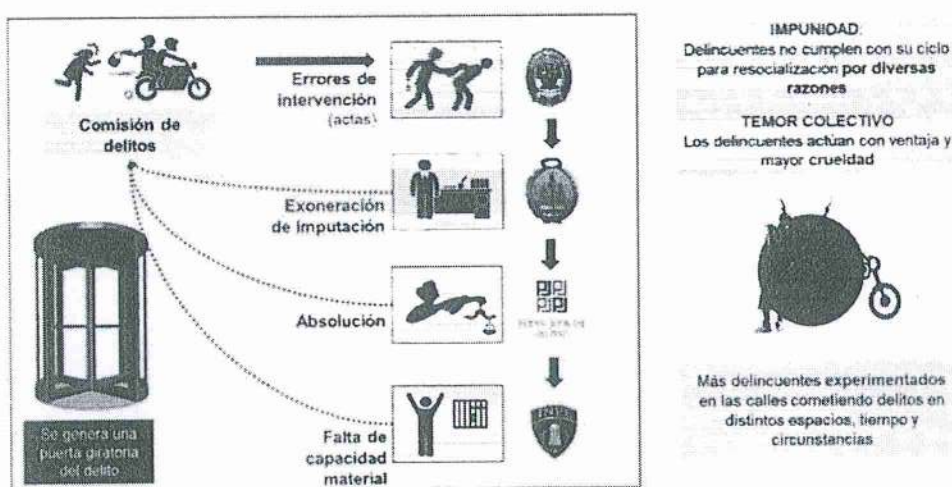 Comisión de
delitos
Errores de
intervención
(actas)
Exoneración
de Imputación
Absolución
Falta de
capacidad
material
Se genera una
puerta giratoria
del delito
IMPUNIDAD:
Delincuentes no cumplen con su ciclo
para resocialización por diversas
razones
TEMOR COLECTIVO
Los delincuentes actúan con ventaja y
mayor crueldad
Más delincuentes experimentados
en las calles cometiendo delitos en
distintos espacios, tiempo y
circunstancias